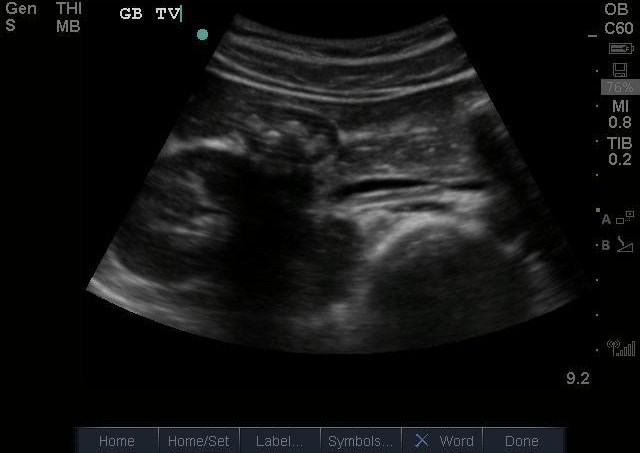 Gen
S
THI
MB
GB TV
OB
C60
76%
MI
0.8
TIB
0.2
A
B
9.2
Home
Home/Set
Label...
Symbols...
X Word
Done